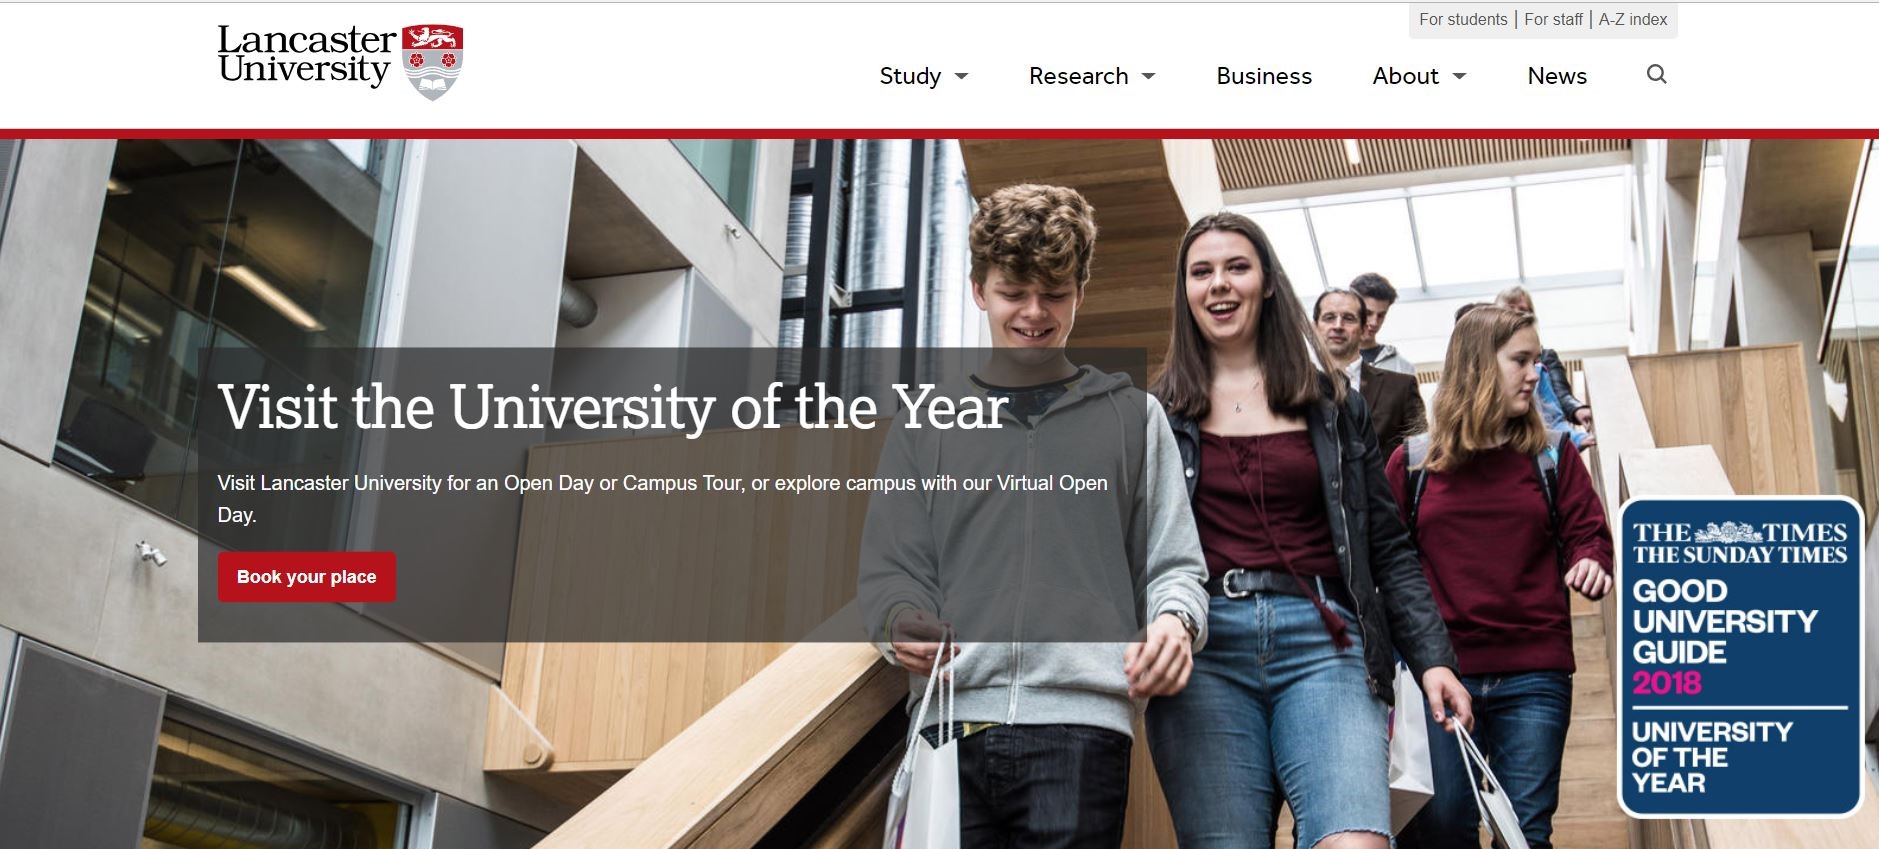 Lancaster
University
For students | For staff | A-Z index
Study
Research
Business
About
News
Visit the University of the Year
Visit Lancaster University for an Open Day or Campus Tour, or explore campus with our Virtual Open
Day.
Book your place
THE TIMES
THE SUNDAY TIMES
GOOD
UNIVERSITY
GUIDE
2018
UNIVERSITY
OF THE
YEAR